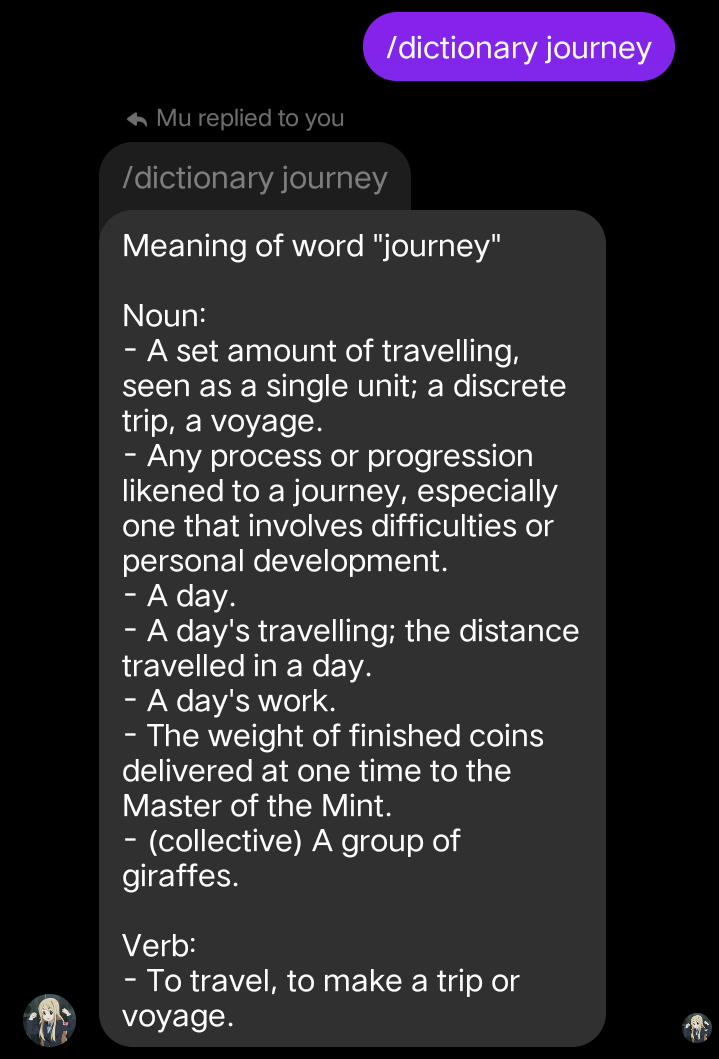 /dictionary journey
Mu replied to you
/dictionary journey
Meaning of word "journey"
Noun:
- A set amount of travelling,
seen as a single unit; a discrete
trip, a voyage.
- Any process or progression
likened to a journey, especially
one that involves difficulties or
personal development.
- A day.
- A day's travelling; the distance
travelled in a day.
- A day's work.
- The weight of finished coins
delivered at one time to the
Master of the Mint.
- (collective) A group of
giraffes.
Verb:
- To travel, to make a trip or
voyage.